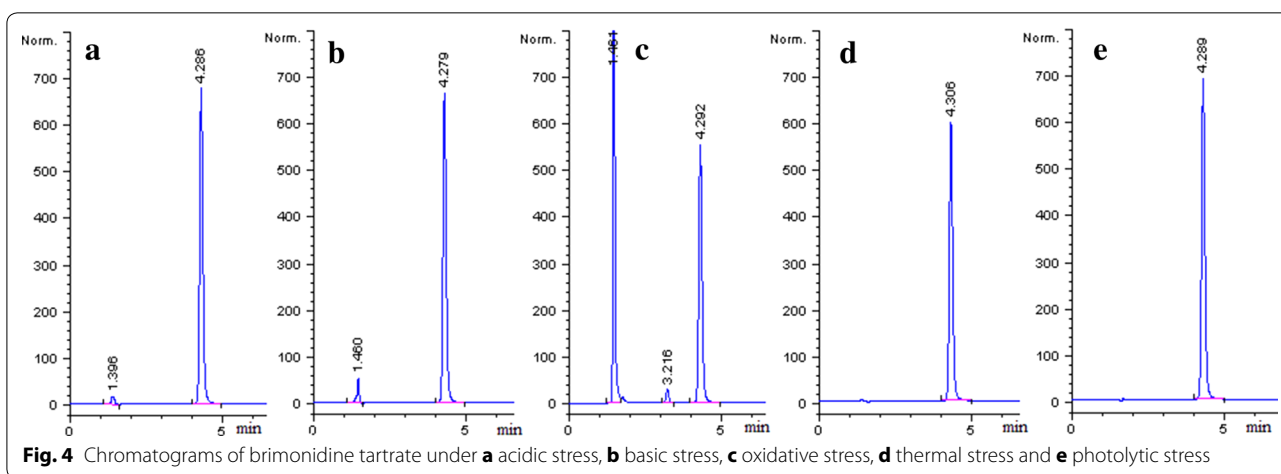 Norm. a 4.286 700 600 500 400 300 200 100 0 1.396 0 5 min
Norm. b 4.279 700 600 500 400 300 200 100 0 1.460 0 5 min
Norm. c 1.461 4.292 700 600 500 400 300 200 100 0 3.216 0 5 min
Norm. d 4.306 700 600 500 400 300 200 100 0 0 5 min
Norm. e 4.289 700 600 500 400 300 200 100 0 0 5 min
Fig. 4 Chromatograms of brimonidine tartrate under a acidic stress, b basic stress, c oxidative stress, d thermal stress and e photolytic stress